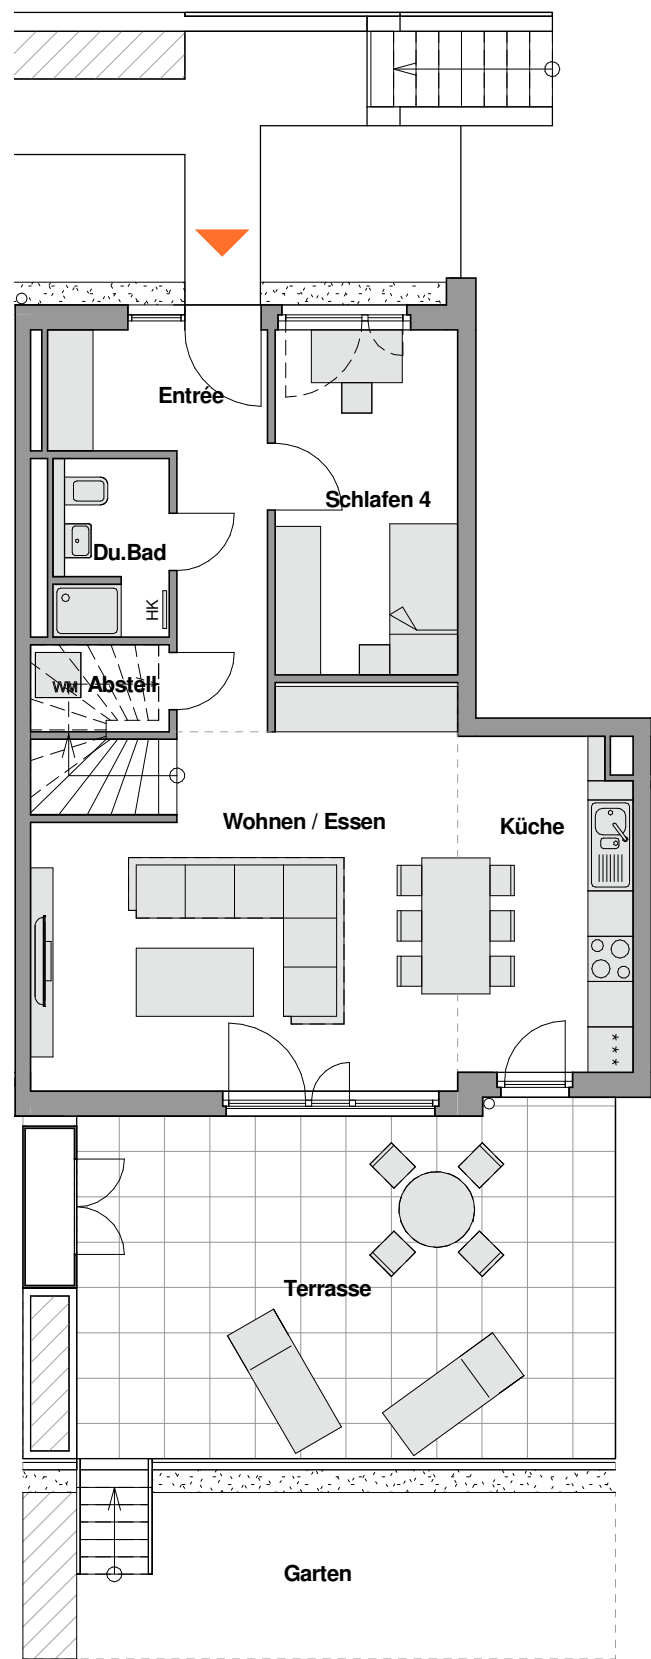 Entrée
Schlafen 4
Du.Bad
HK
WM
Abstell
Wohnen / Essen
Küche
***
Terrasse
Garten